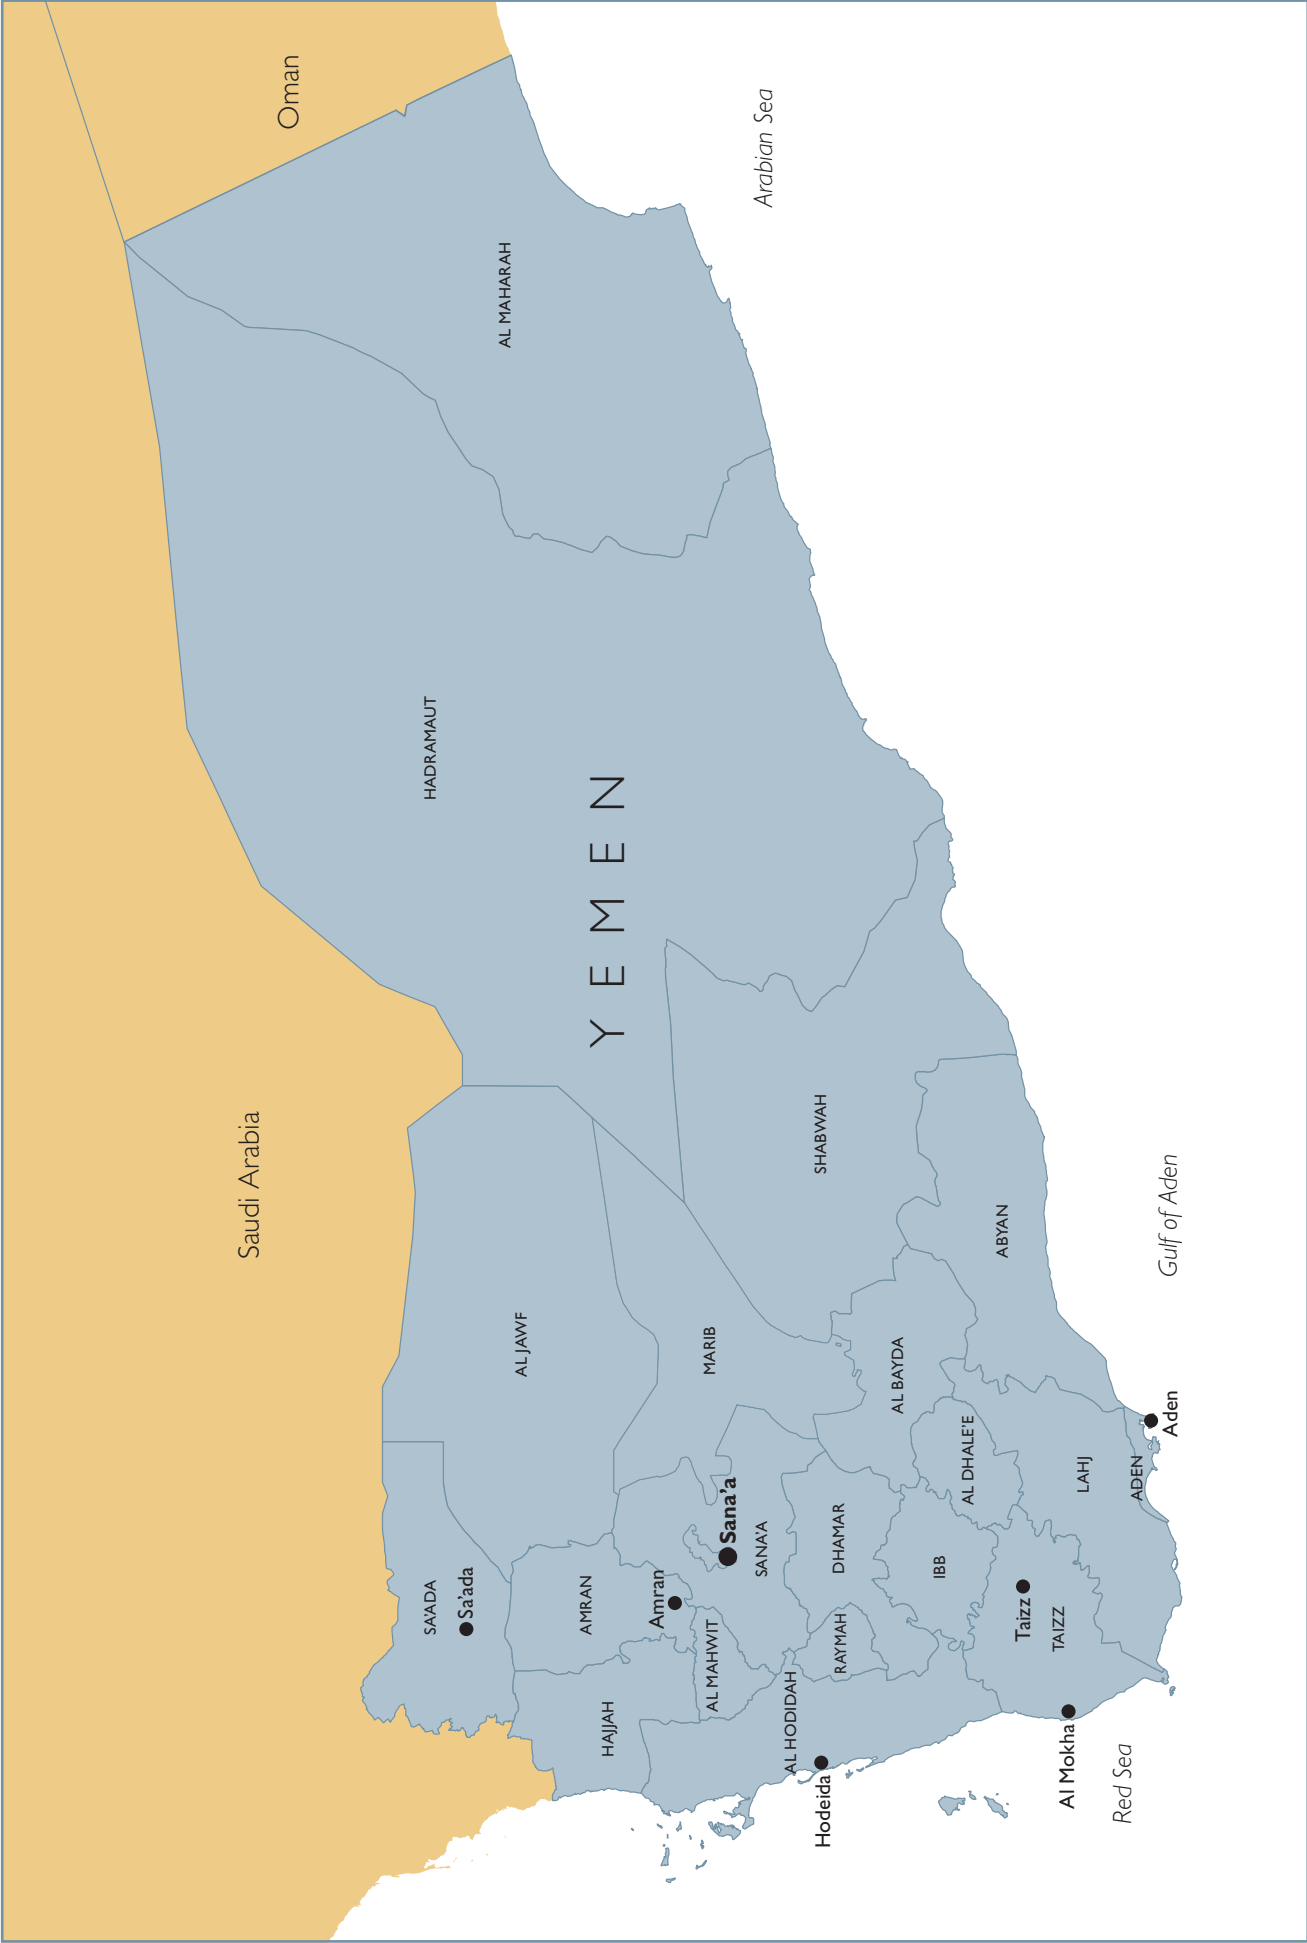 Oman
Saudi Arabia
Arabian Sea
Gulf of Aden
Red Sea
YEMEN
AL MAHARAH
HADRAMAUT
SHABWAH
ABYAN
AL JAWF
MARIB
AL BAYDA
SA'ADA
Sa'ada
AMRAN
Amran
Sana'a
SANA'A
HAJJAH
AL MAHWIT
AL HODIDAH
Hodeida
RAYMAH
DHAMAR
IBB
AL DHALE'E
LAHJ
ADEN
Aden
Taizz
TAIZZ
Al Mokha